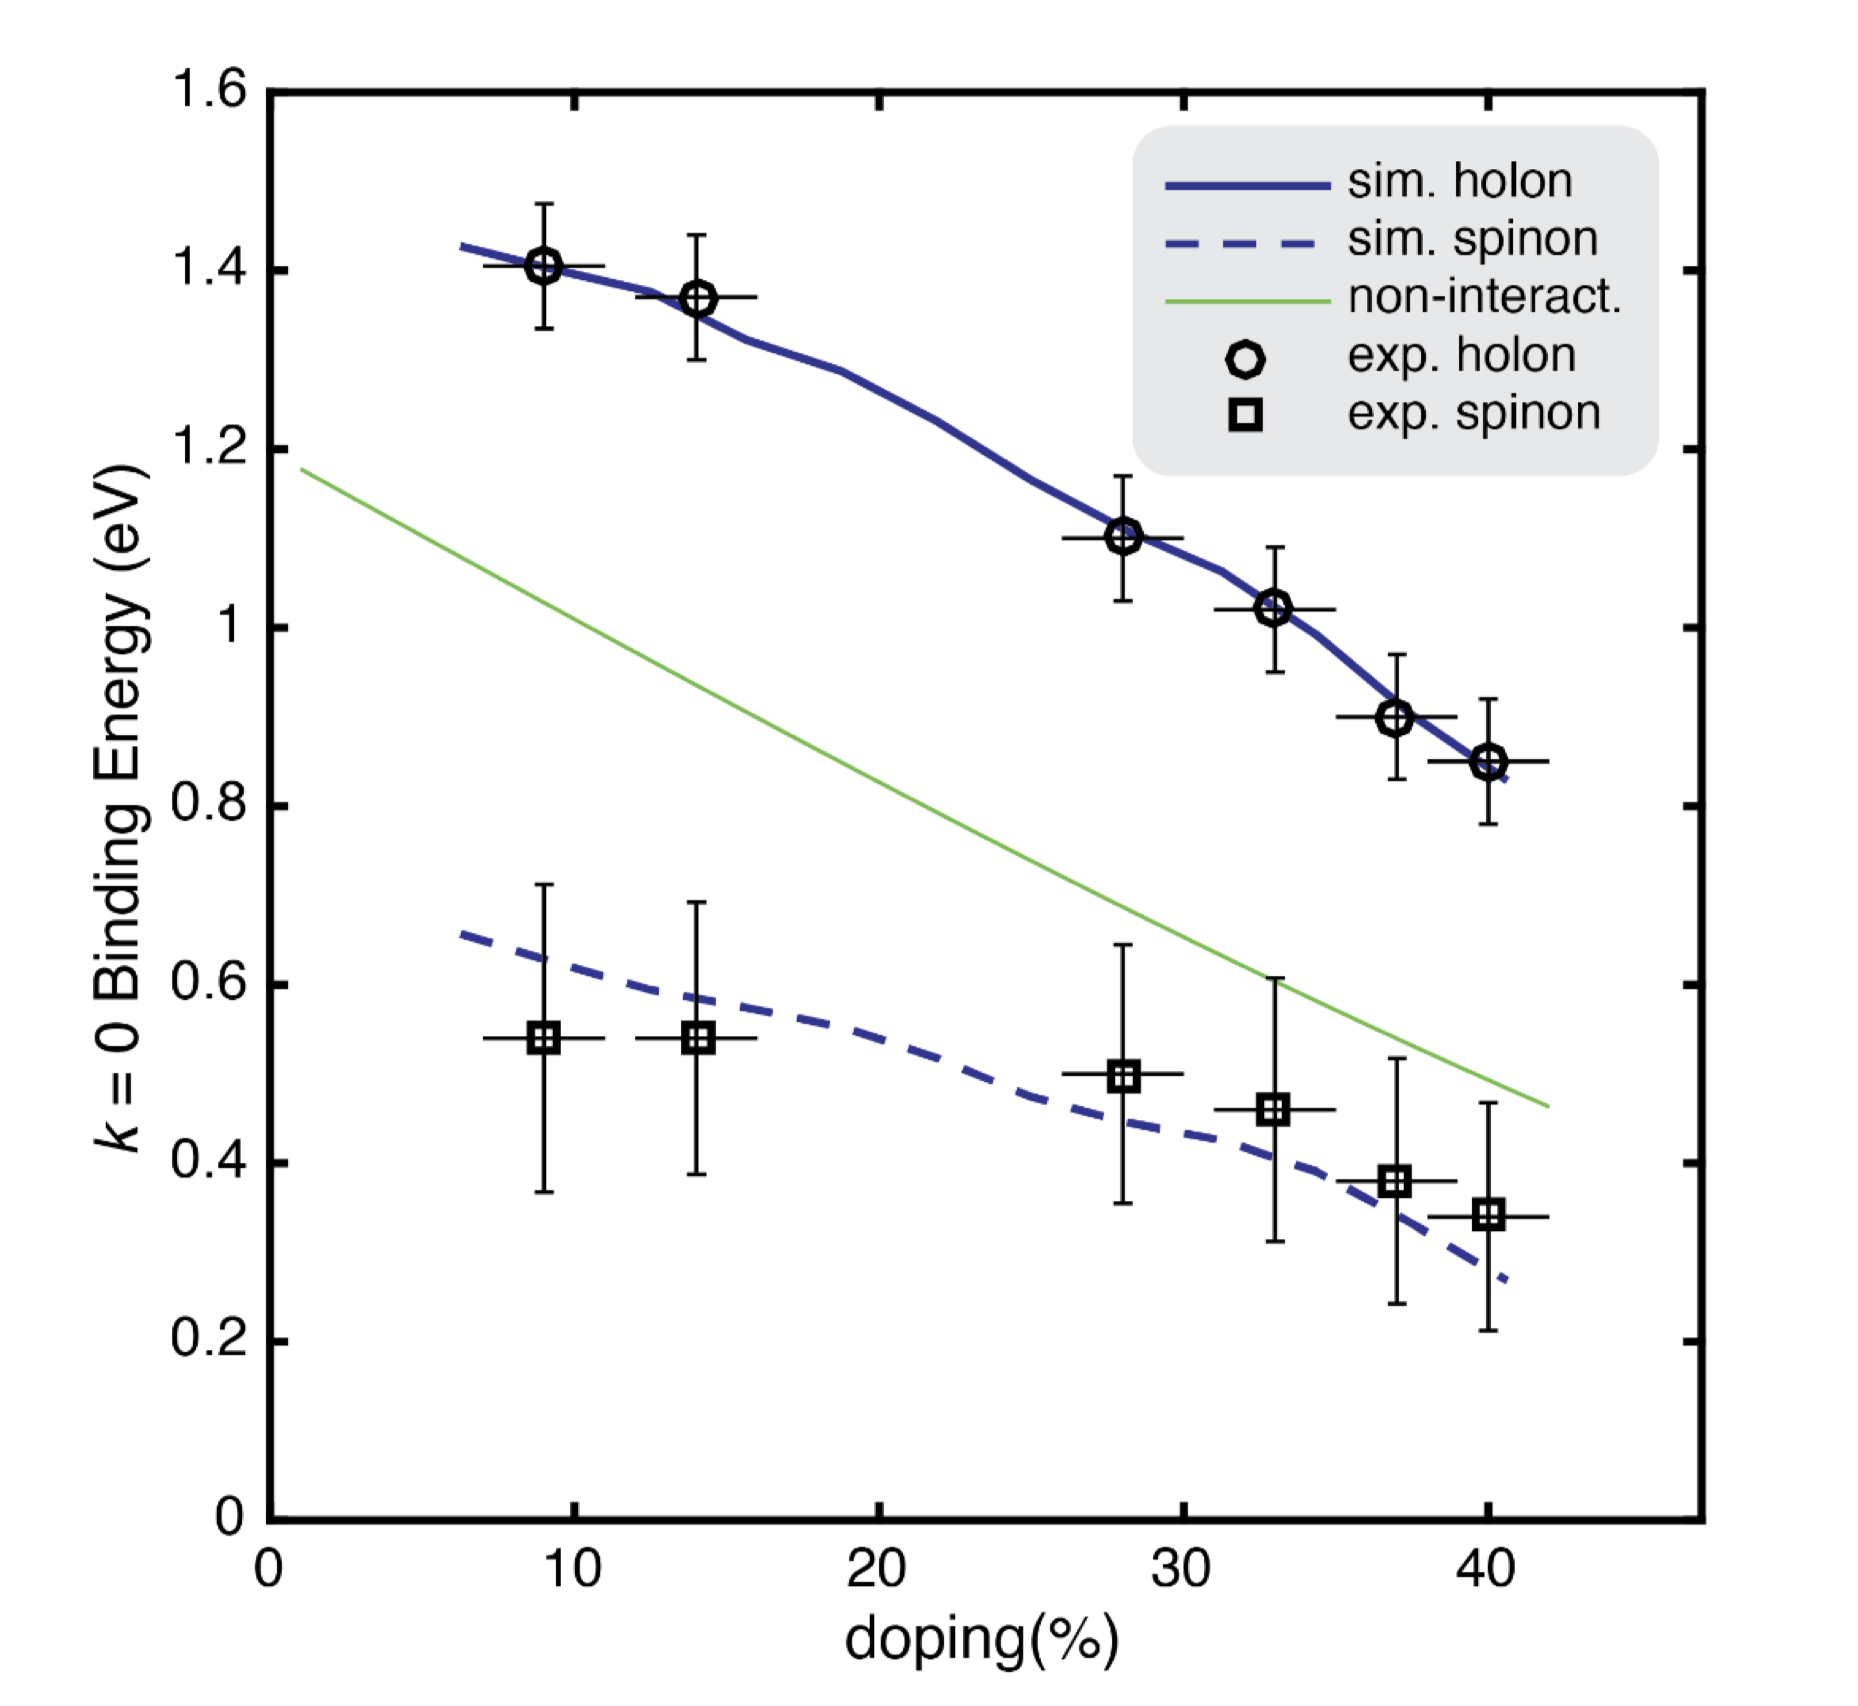 1.6
1.4
1.2
1
0.8
0.6
0.4
0.2
0
k = 0 Binding Energy (eV)
sim. holon
sim. spinon
non-interact.
exp. holon
exp. spinon
0 10 20 30 40
doping(%)